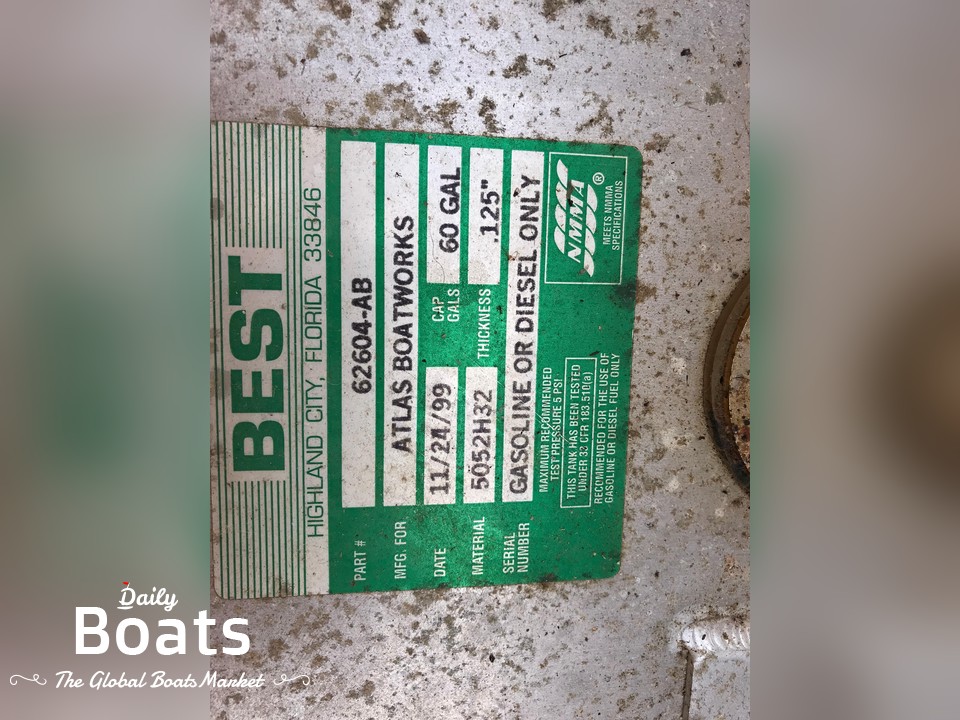 BEST
HIGHLAND CITY, FLORIDA 33846
PART # 62604-AB
MFG. FOR ATLAS BOATWORKS
DATE 11/24/99 CAP GALS 60 GAL
MATERIAL 5052H32 THICKNESS .125"
SERIAL NUMBER GASOLINE OR DIESEL ONLY
MAXIMUM RECOMMENDED
TEST PRESSURE 5 PSI
THIS TANK HAS BEEN TESTED
UNDER 33 CFR 183.510(a)
RECOMMENDED FOR THE USE OF
GASOLINE OR DIESEL FUEL ONLY
NMMA®
MEETS NMMA
SPECIFICATIONS
Daily
Boats
The Global Boats Market